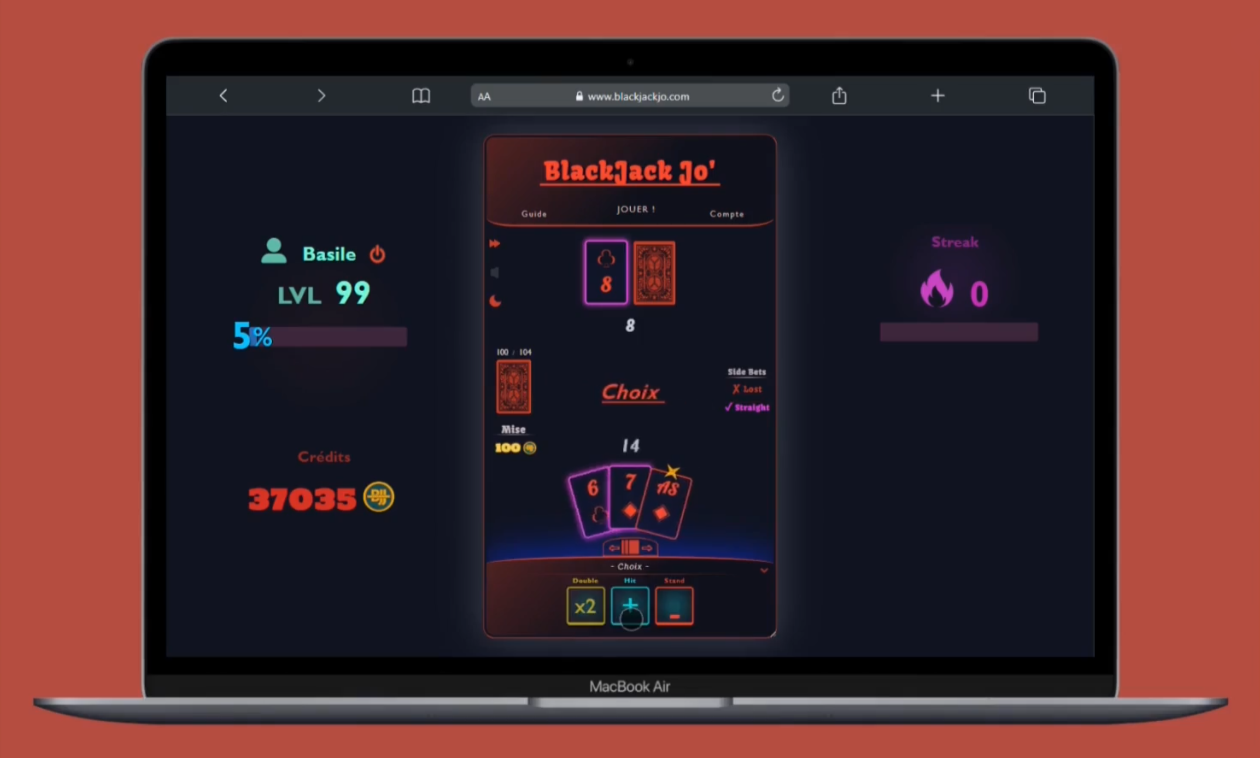 AA
www.blackjackjo.com
BlackJack Jo'
Guide
JOUER !
Compte
Basile
LVL 99
5%
Crédits
37035
8
8
100 / 104
Mise
100
Choix
Side Bets
✗ Lost
✓ Straight
14
6
7
AS
- Choix -
Double
Hit
Stand
x2
+
-
Streak
0
MacBook Air